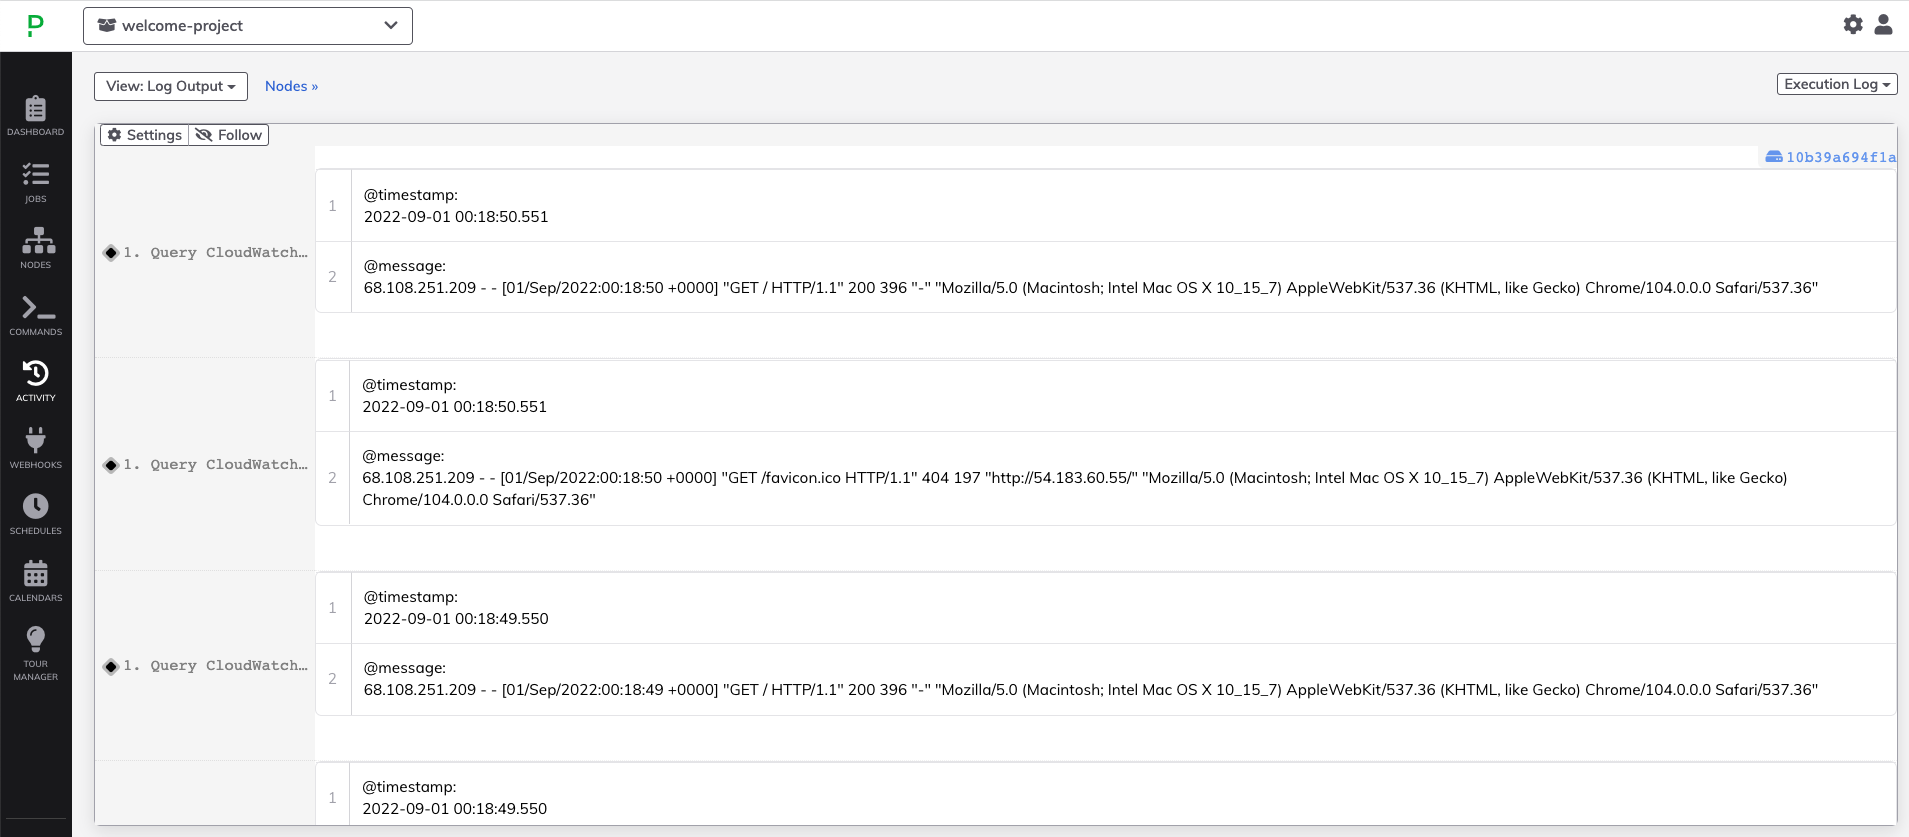 P
welcome-project
View: Log Output
Nodes »
Execution Log
Settings
Follow
DASHBOARD
JOBS
NODES
COMMANDS
ACTIVITY
WEBHOOKS
SCHEDULES
CALENDARS
TOUR
MANAGER
10b39a694f1a
1. Query CloudWatch…
1
@timestamp:
2022-09-01 00:18:50.551
2
@message:
68.108.251.209 - - [01/Sep/2022:00:18:50 +0000] "GET / HTTP/1.1" 200 396 "-" "Mozilla/5.0 (Macintosh; Intel Mac OS X 10_15_7) AppleWebKit/537.36 (KHTML, like Gecko) Chrome/104.0.0.0 Safari/537.36"
1. Query CloudWatch…
1
@timestamp:
2022-09-01 00:18:50.551
2
@message:
68.108.251.209 - - [01/Sep/2022:00:18:50 +0000] "GET /favicon.ico HTTP/1.1" 404 197 "http://54.183.60.55/" "Mozilla/5.0 (Macintosh; Intel Mac OS X 10_15_7) AppleWebKit/537.36 (KHTML, like Gecko)
Chrome/104.0.0.0 Safari/537.36"
1. Query CloudWatch…
1
@timestamp:
2022-09-01 00:18:49.550
2
@message:
68.108.251.209 - - [01/Sep/2022:00:18:49 +0000] "GET / HTTP/1.1" 200 396 "-" "Mozilla/5.0 (Macintosh; Intel Mac OS X 10_15_7) AppleWebKit/537.36 (KHTML, like Gecko) Chrome/104.0.0.0 Safari/537.36"
1
@timestamp:
2022-09-01 00:18:49.550